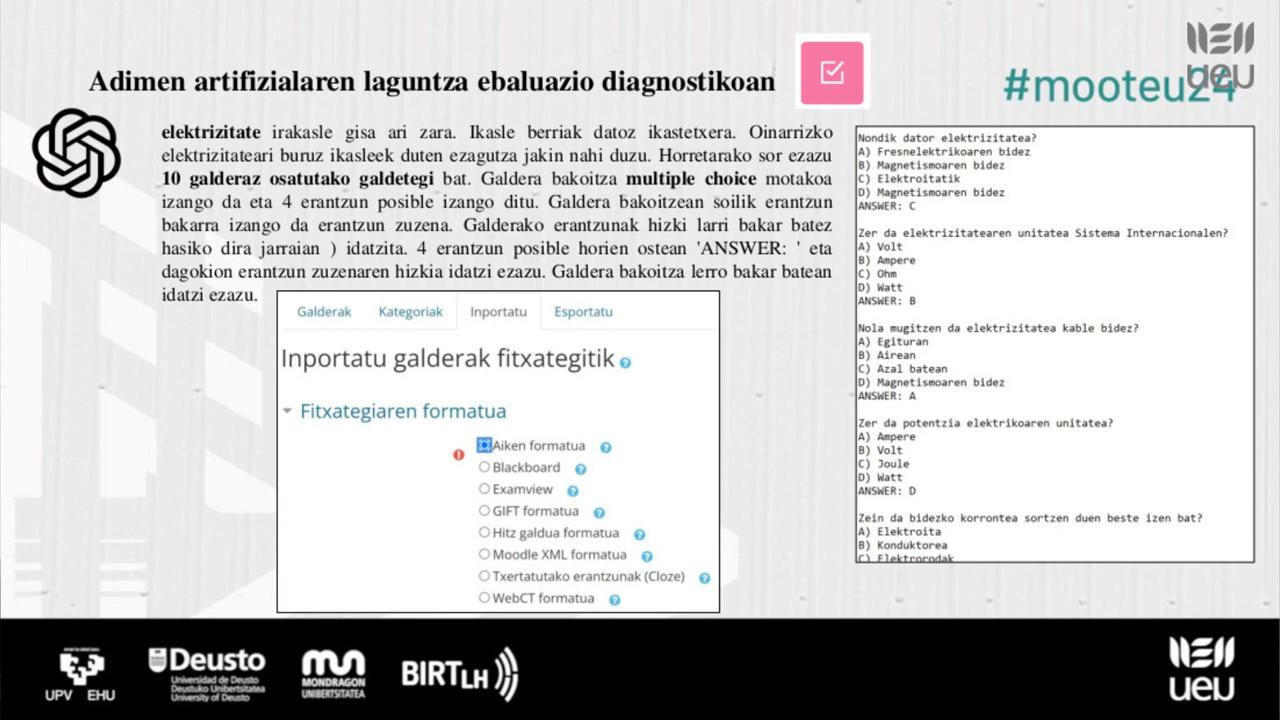 Adimen artifizialaren laguntza ebaluazio diagnostikoan
#mooteu24
ueu
elektrizitate irakasle gisa ari zara. Ikasle berriak datoz ikastetxera. Oinarrizko
elektrizitateari buruz ikasleek duten ezagutza jakin nahi duzu. Horretarako sor ezazu
10 galderaz osatutako galdetegi bat. Galdera bakoitza multiple choice motakoa
izango da eta 4 erantzun posible izango ditu. Galdera bakoitzean soilik erantzun
bakarra izango da erantzun zuzena. Galderako erantzunak hizki larri bakar batez
hasiko dira jarraian ) idatzita. 4 erantzun posible horien ostean 'ANSWER: ' eta
dagokion erantzun zuzenaren hizkia idatzi ezazu. Galdera bakoitza lerro bakar batean
idatzi ezazu.
Galderak Kategoriak Inportatu Esportatu
Inportatu galderak fitxategitik
Fitxategiaren formatua
Aiken formatua
Blackboard
Examview
GIFT formatua
Hitz galdua formatua
Moodle XML formatua
Txertatutako erantzunak (Cloze)
WebCT formatua
Nondik dator elektrizitatea?
A) Fresnelektrikoaren bidez
B) Magnetismoaren bidez
C) Elektroitatik
D) Magnetismoaren bidez
ANSWER: C
Zer da elektrizitatearen unitatea Sistema Internacionalen?
A) Volt
B) Ampere
C) Ohm
D) Watt
ANSWER: B
Nola mugitzen da elektrizitatea kable bidez?
A) Egituran
B) Airean
C) Azal batean
D) Magnetismoaren bidez
ANSWER: A
Zer da potentzia elektrikoaren unitatea?
A) Ampere
B) Volt
C) Joule
D) Watt
ANSWER: D
Zein da bidezko korrontea sortzen duen beste izen bat?
A) Elektroita
B) Konduktorea
C) Elektrorodak
UPV EHU
Deusto
Universidad de Deusto
Deustuko Unibertsitatea
University of Deusto
MONDRAGON
UNIBERTSITATEA
BIRT LH
ueu